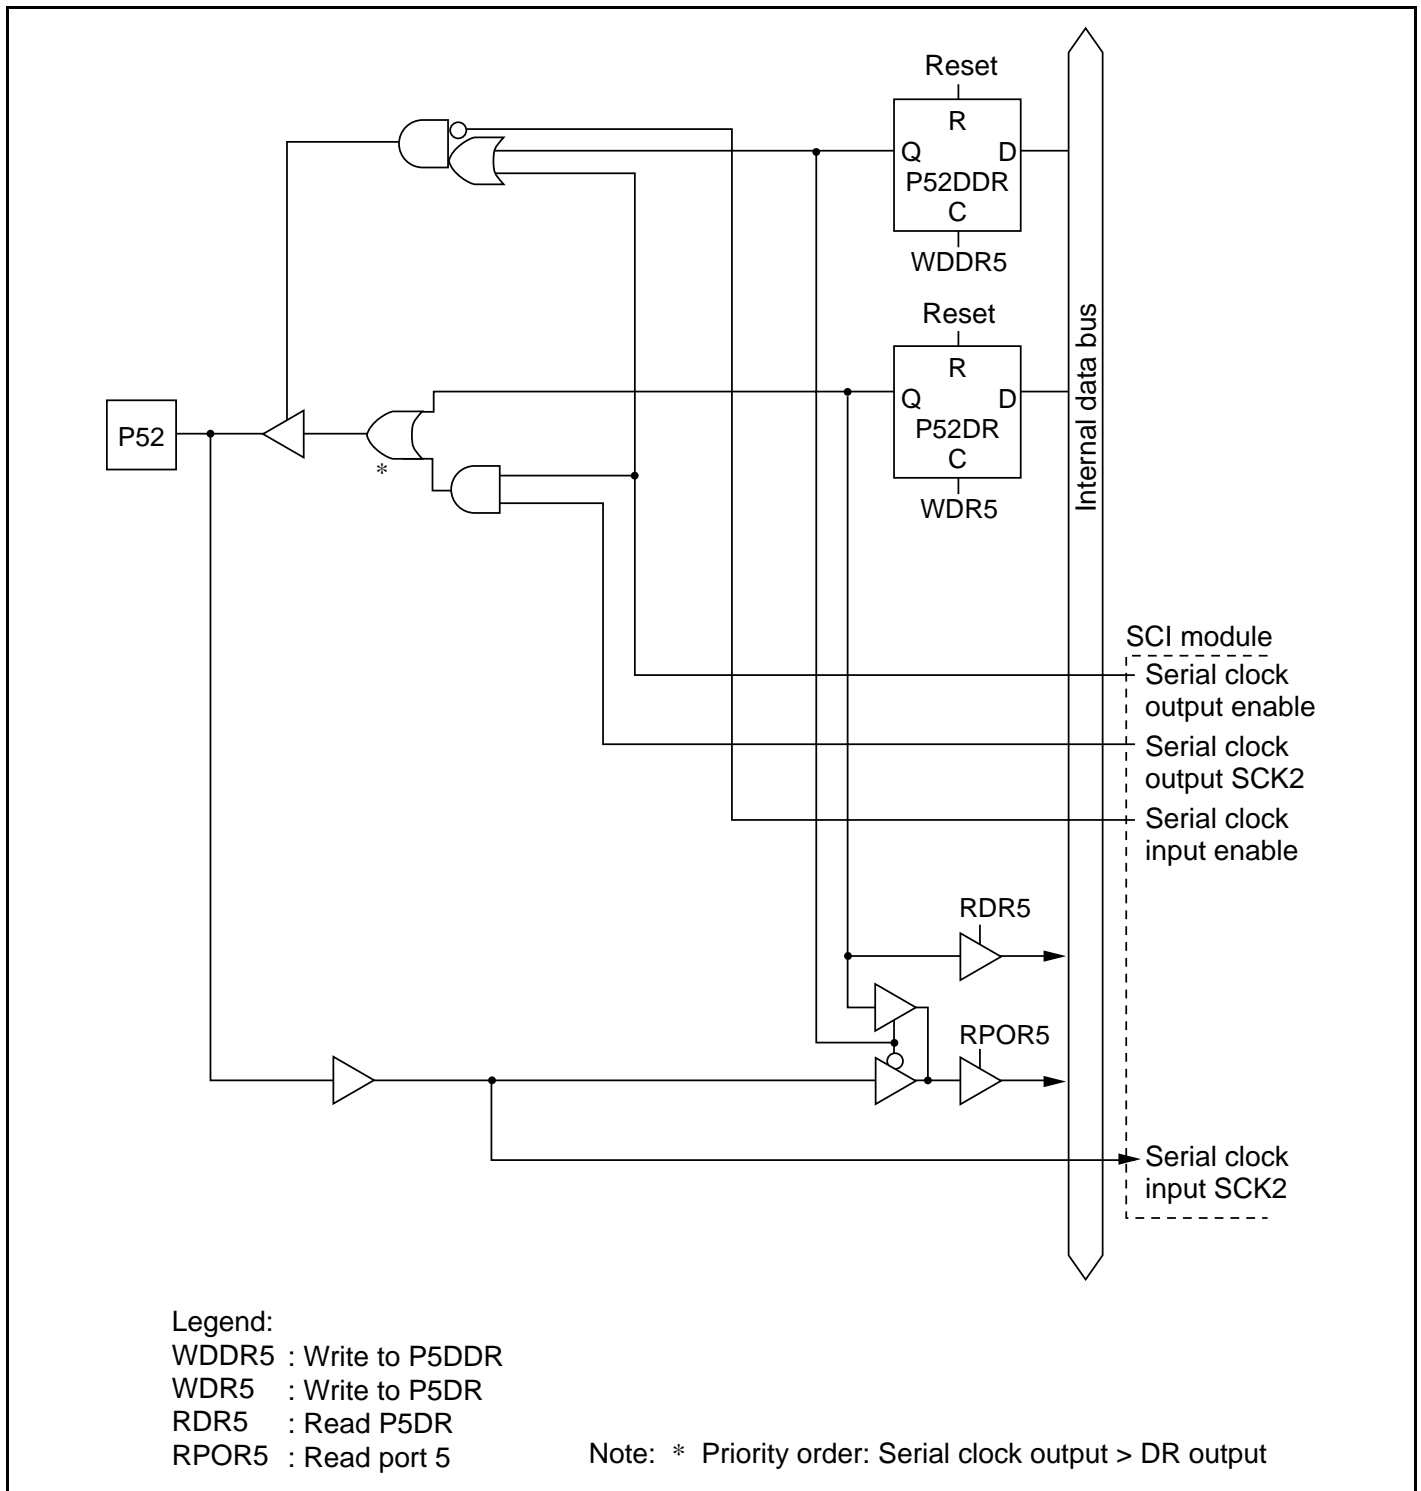 Reset
R
Q D
P52DDR
C
WDDR5
Reset
R
Q D
P52DR
C
WDR5
P52
*
Internal data bus
SCI module
Serial clock
output enable
Serial clock
output SCK2
Serial clock
input enable
RDR5
RPOR5
Serial clock
input SCK2
Legend:
WDDR5 : Write to P5DDR
WDR5 : Write to P5DR
RDR5 : Read P5DR
RPOR5 : Read port 5
Note: * Priority order: Serial clock output > DR output